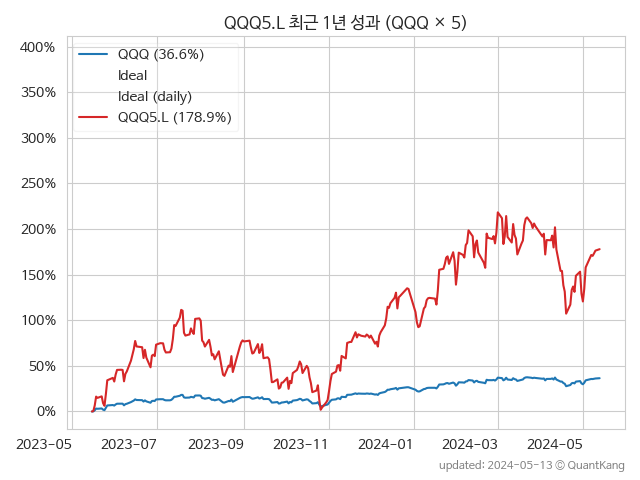 QQQ5.L 최근 1년 성과 (QQQ × 5)
400%
350%
300%
250%
200%
150%
100%
50%
0%
QQQ (36.6%)
Ideal
Ideal (daily)
QQQ5.L (178.9%)
2023-05
2023-07
2023-09
2023-11
2024-01
2024-03
2024-05
updated: 2024-05-13 © QuantKang